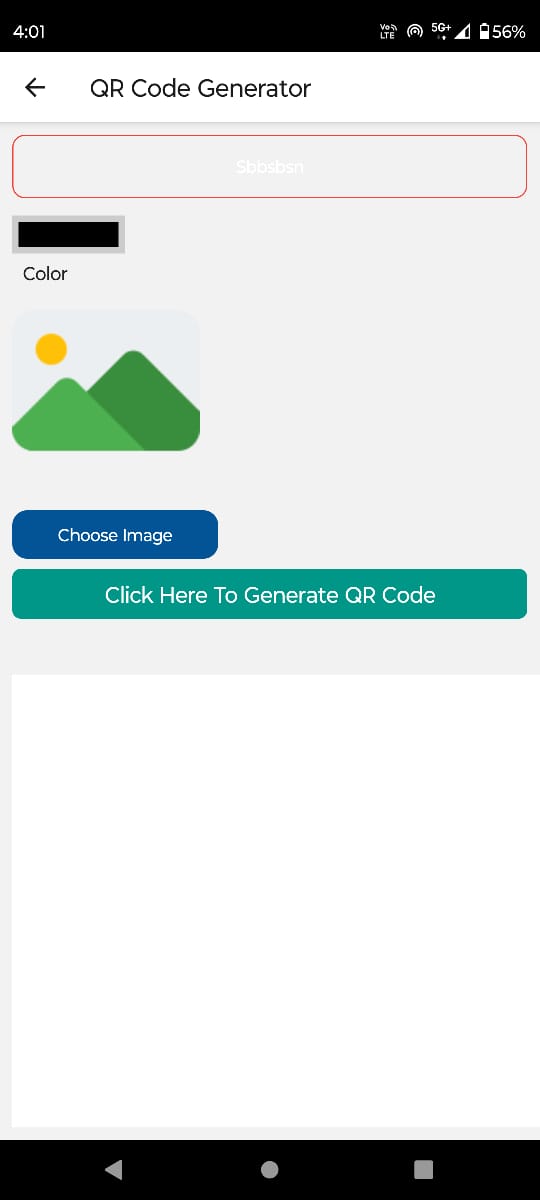 4:01
Vo
LTE
5G+
56%
QR Code Generator
Sbbsbsn
Color
Choose Image
Click Here To Generate QR Code